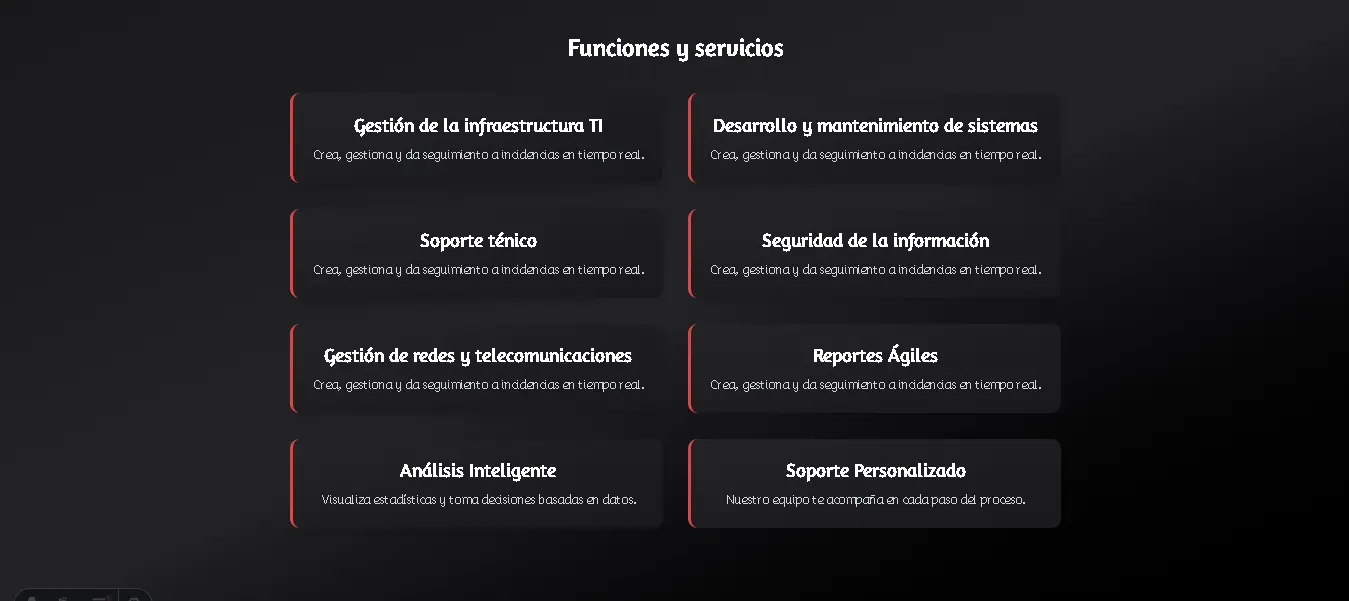 Funciones y servicios
Gestión de la infraestructura TI
Crea, gestiona y da seguimiento a incidencias en tiempo real.
Desarrollo y mantenimiento de sistemas
Crea, gestiona y da seguimiento a incidencias en tiempo real.
Soporte ténico
Crea, gestiona y da seguimiento a incidencias en tiempo real.
Seguridad de la información
Crea, gestiona y da seguimiento a incidencias en tiempo real.
Gestión de redes y telecomunicaciones
Crea, gestiona y da seguimiento a incidencias en tiempo real.
Reportes Ágiles
Crea, gestiona y da seguimiento a incidencias en tiempo real.
Análisis Inteligente
Visualiza estadísticas y toma decisiones basadas en datos.
Soporte Personalizado
Nuestro equipo te acompaña en cada paso del proceso.